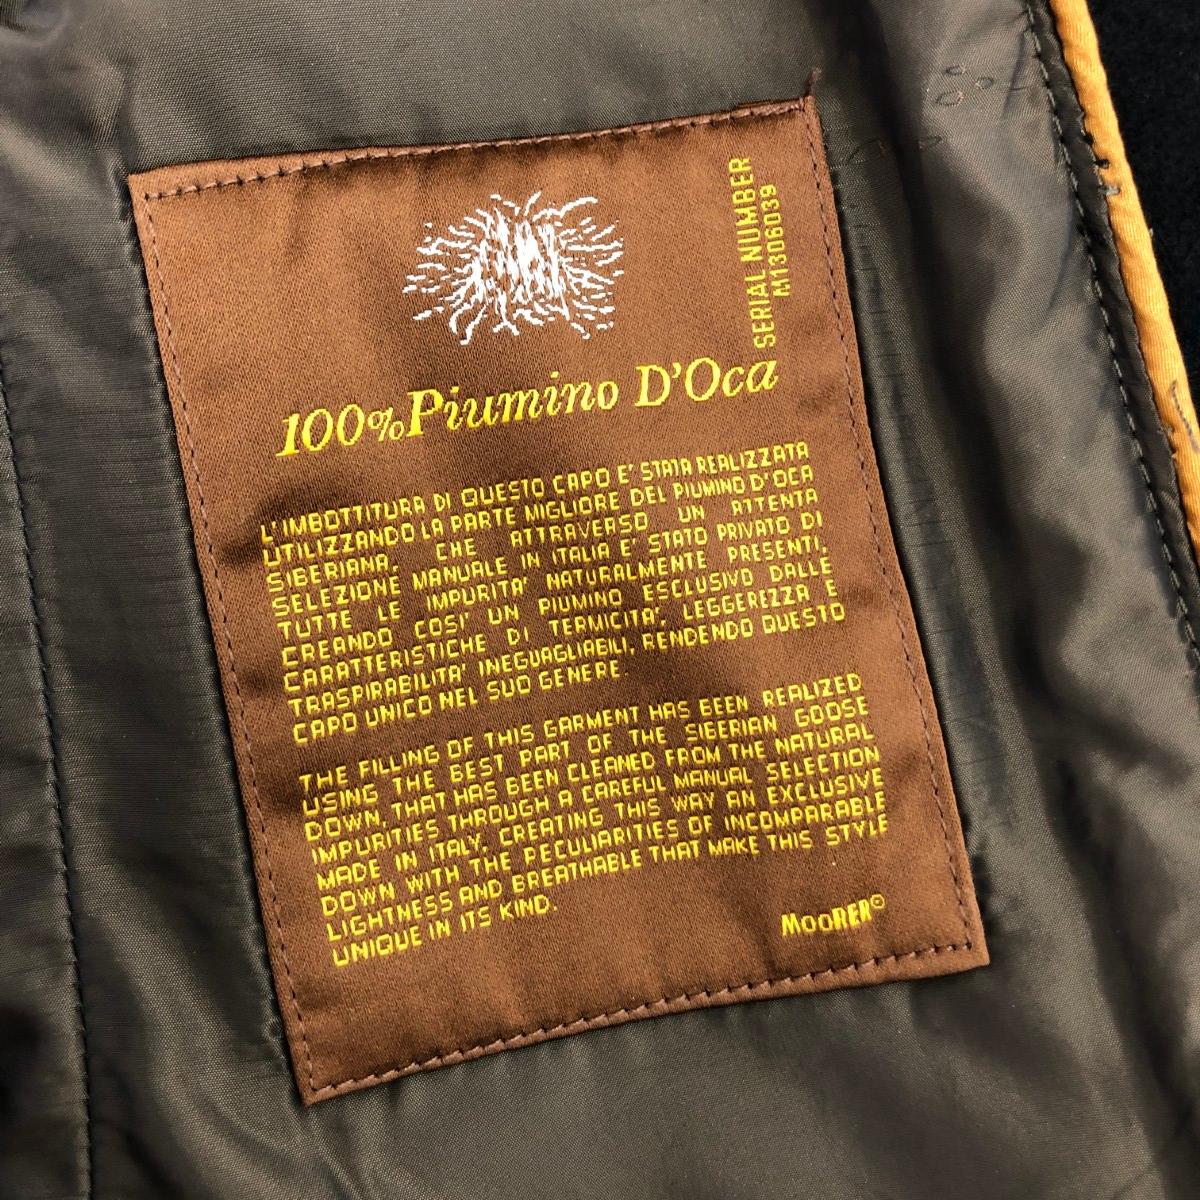 SERIAL NUMBER
M1306039
100% Piumino D'Oca
L'IMBOTTITURA DI QUESTO CAPO E' STATA REALIZZATA
UTILIZZANDO LA PARTE MIGLIORE DEL PIUMINO D'OCA
SIBERIANA, CHE ATTRAVERSO UN ATTENTA
SELEZIONE MANUALE IN ITALIA E' STATO PRIVATO DI
TUTTE LE IMPURITA' NATURALMENTE PRESENTI,
CREANDO COSI' UN PIUMINO ESCLUSIVO DALLE
CARATTERISTICHE DI TERMICITA', LEGGEREZZA E
TRASPIRABILITA' INEGUAGLIABILI, RENDENDO QUESTO
CAPO UNICO NEL SUO GENERE.
THE FILLING OF THIS GARMENT HAS BEEN REALIZED
USING THE BEST PART OF THE SIBERIAN GOOSE
DOWN, THAT HAS BEEN CLEANED FROM THE NATURAL
IMPURITIES THROUGH A CAREFUL MANUAL SELECTION
MADE IN ITALY, CREATING THIS WAY AN EXCLUSIVE
DOWN WITH THE PECULIARITIES OF INCOMPARABLE
LIGHTNESS AND BREATHABLE THAT MAKE THIS STYLE
UNIQUE IN ITS KIND.
MooRER®